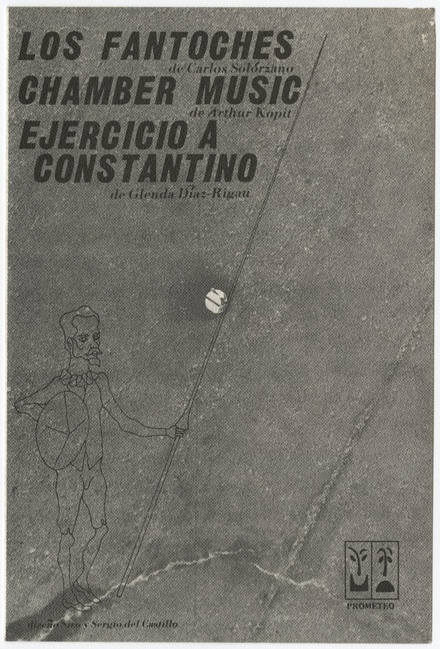 LOS FANTOCHES
de Carlos Solórzano
CHAMBER MUSIC
de Arthur Kopit
EJERCICIO A
CONSTANTINO
de Glenda Díaz-Rigau
PROMETEO
diseño Siro y Sergio del Castillo